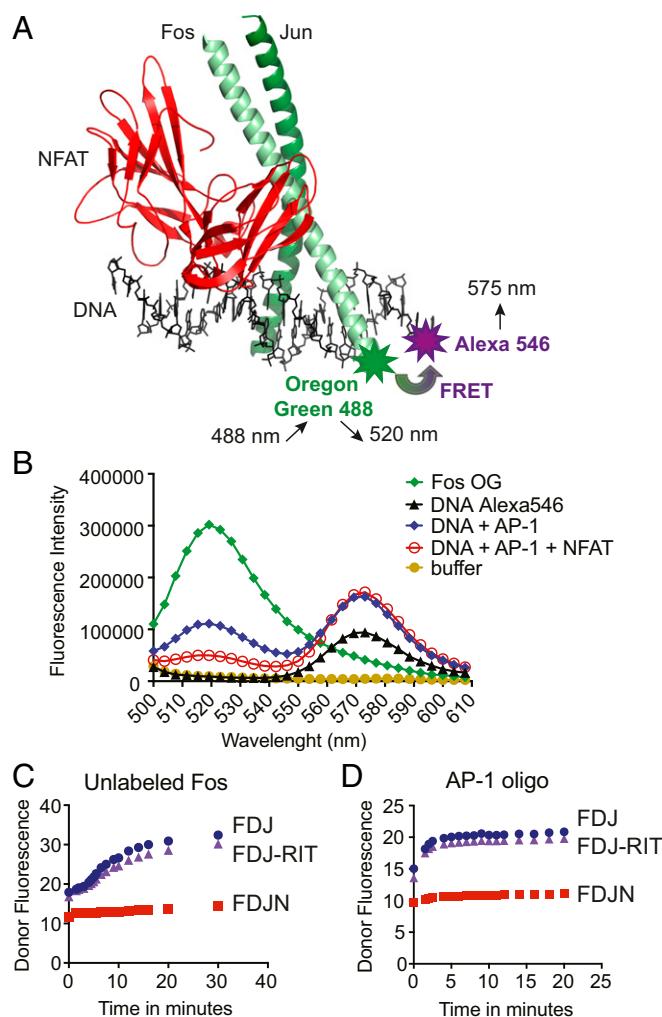 A
Fos
Jun
NFAT
DNA
575 nm
Alexa 546
Oregon
Green 488
FRET
488 nm
520 nm
B
Fluorescence Intensity
400000
300000
200000
100000
0
500
510
520
530
540
550
560
570
580
590
600
610
Wavelenght (nm)
Fos OG
DNA Alexa546
DNA + AP-1
DNA + AP-1 + NFAT
buffer
C
Unlabeled Fos
Donor Fluorescence
40
30
20
10
0
0
10
20
30
40
Time in minutes
FDJ
FDJ-RIT
FDJN
D
AP-1 oligo
Donor Fluorescence
25
20
15
10
5
0
0
5
10
15
20
25
Time in minutes
FDJ
FDJ-RIT
FDJN